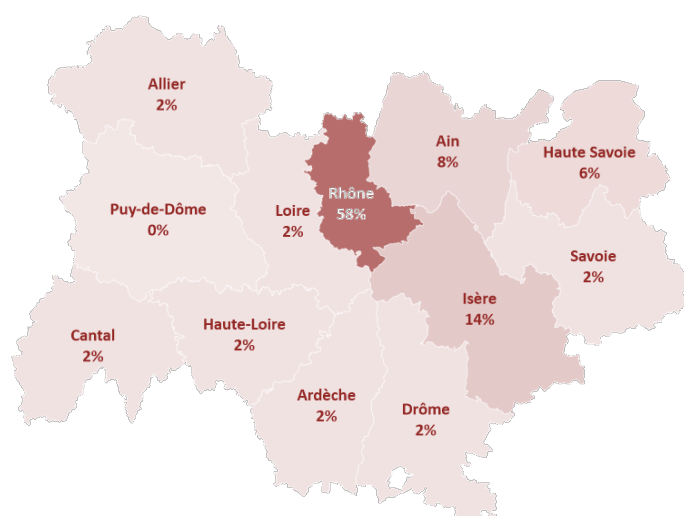 Allier
2%
Ain
8%
Haute Savoie
6%
Rhône
58%
Puy-de-Dôme
0%
Loire
2%
Savoie
2%
Isère
14%
Haute-Loire
2%
Cantal
2%
Ardèche
2%
Drôme
2%